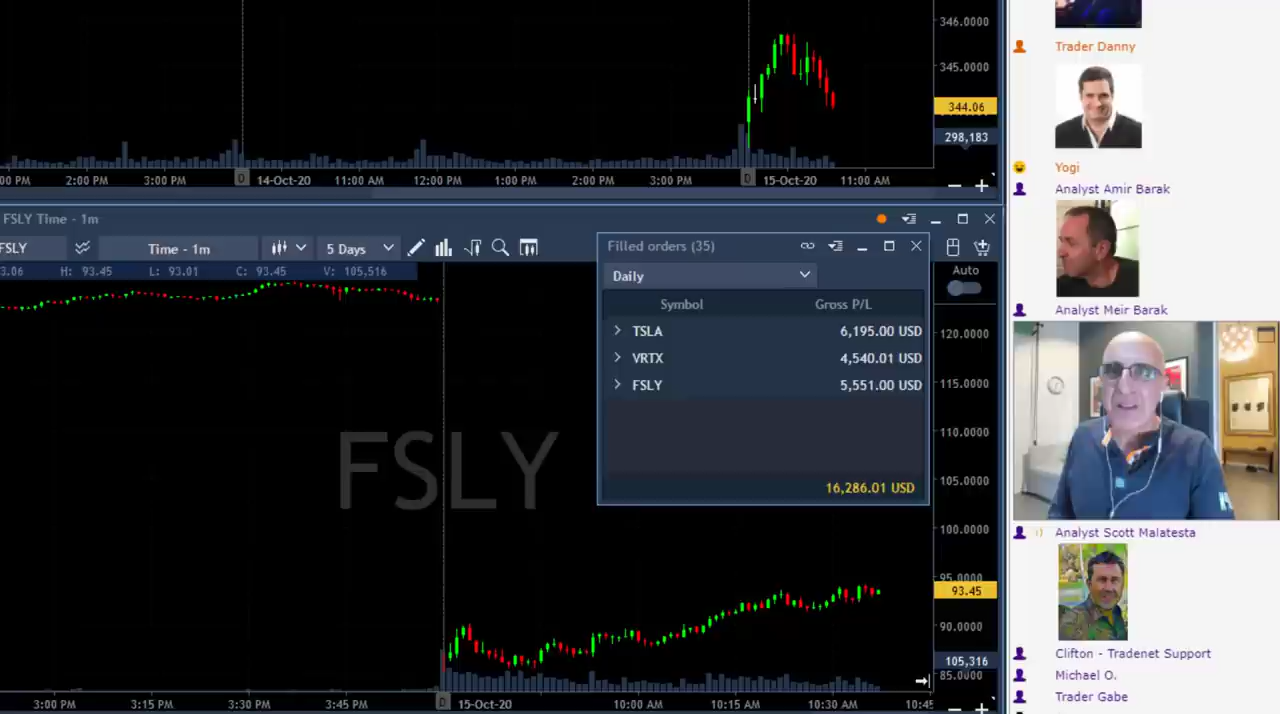 346.0000
345.0000
344.06
298,183
00 PM 2:00 PM 3:00 PM D 14-Oct-20 11:00 AM 12:00 PM 1:00 PM 2:00 PM 3:00 PM D 15-Oct-20 11:00 AM
FSLY Time - 1m
FSLY Time - 1m 5 Days
3.06 H: 93.45 L: 93.01 C: 93.45 V: 105,516
Auto
Filled orders (35)
Daily
Symbol Gross P/L
TSLA 6,195.00 USD
VRTX 4,540.01 USD
FSLY 5,551.00 USD
16,286.01 USD
FSLY
120.0000
115.0000
110.0000
105.0000
100.0000
95.0000
93.45
90.0000
105,316
85.0000
3:00 PM 3:15 PM 3:30 PM 3:45 PM D 15-Oct-20 10:00 AM 10:15 AM 10:30 AM 10:45
Trader Danny
Yogi
Analyst Amir Barak
Analyst Meir Barak
Analyst Scott Malatesta
Clifton - Tradenet Support
Michael O.
Trader Gabe